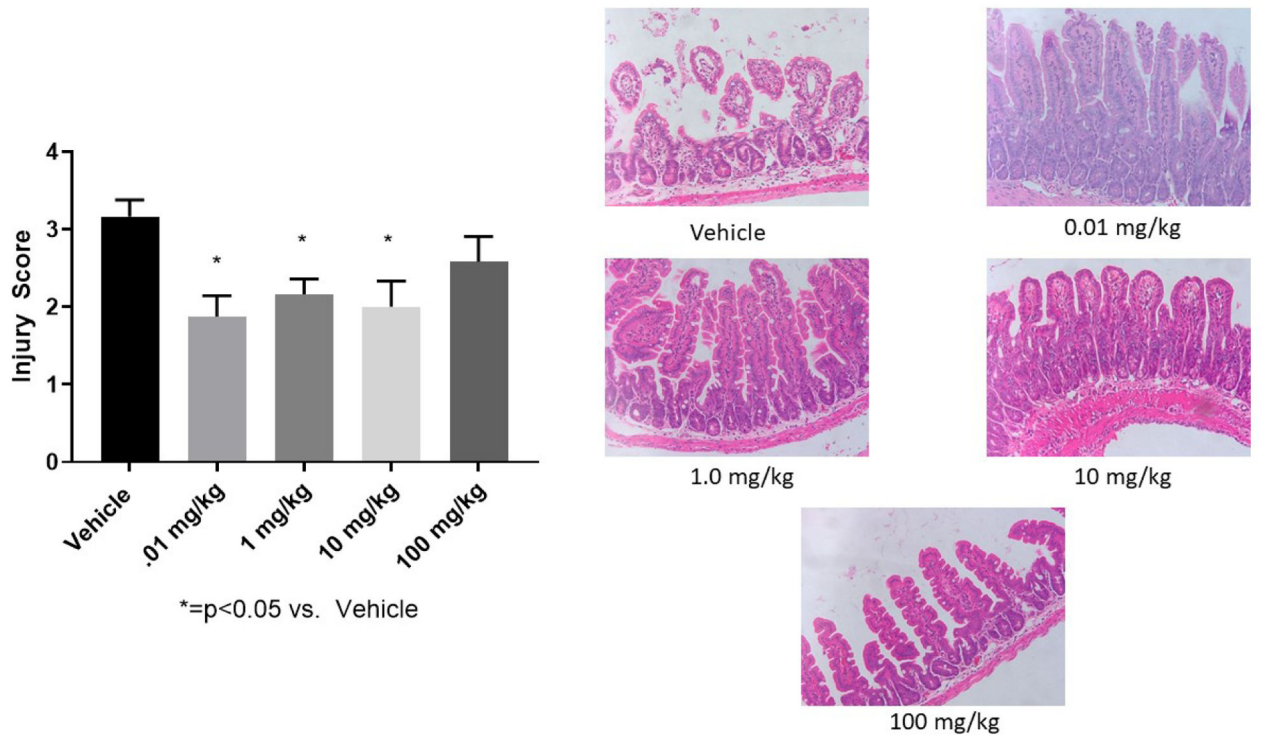 4
3
2
1
0
Injury Score
*
*
*
Vehicle
.01 mg/kg
1 mg/kg
10 mg/kg
100 mg/kg
*=p<0.05 vs. Vehicle
Vehicle
0.01 mg/kg
1.0 mg/kg
10 mg/kg
100 mg/kg